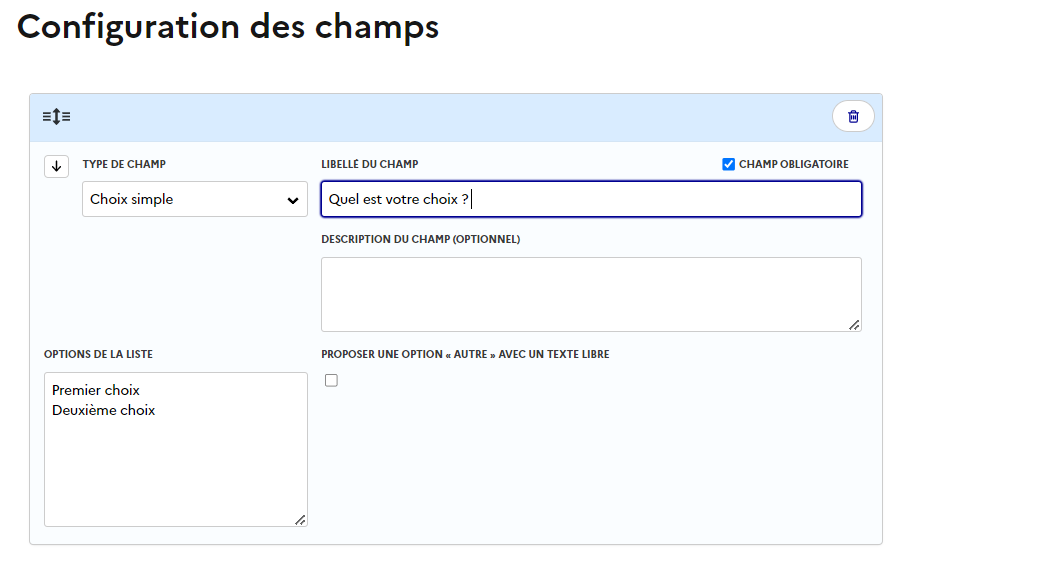 Configuration des champs
TYPE DE CHAMP
LIBELLÉ DU CHAMP
CHAMP OBLIGATOIRE
Choix simple
Quel est votre choix ?
DESCRIPTION DU CHAMP (OPTIONNEL)
OPTIONS DE LA LISTE
PROPOSER UNE OPTION « AUTRE » AVEC UN TEXTE LIBRE
Premier choix
Deuxième choix